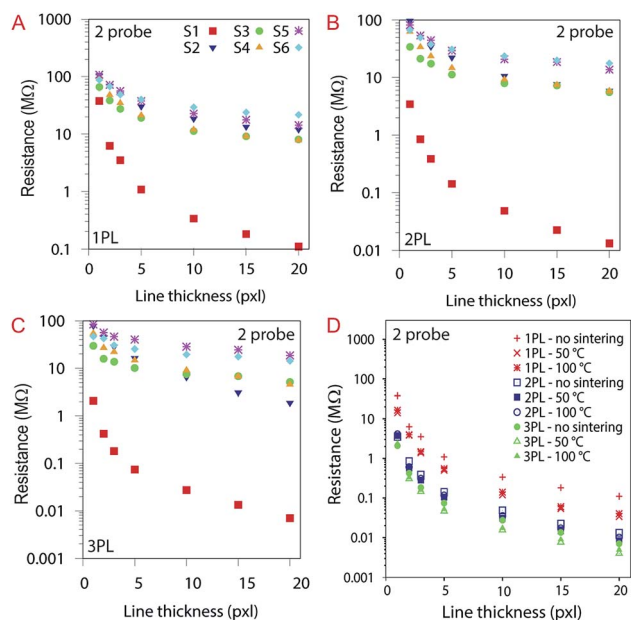 A
2 probe
S1 S3 S5
S2 S4 S6
1000
100
10
1
0.1
Resistance (MΩ)
1PL
0 5 10 15 20
Line thickness (pxl)
B
2 probe
100
10
1
0.1
0.01
Resistance (MΩ)
2PL
0 5 10 15 20
Line thickness (pxl)
C
2 probe
100
10
1
0.1
0.01
0.001
Resistance (MΩ)
3PL
0 5 10 15 20
Line thickness (pxl)
D
2 probe
1000
100
10
1
0.1
0.01
0.001
Resistance (MΩ)
1PL - no sintering
1PL - 50 °C
1PL - 100 °C
2PL - no sintering
2PL - 50 °C
2PL - 100 °C
3PL - no sintering
3PL - 50 °C
3PL - 100 °C
0 5 10 15 20
Line thickness (pxl)